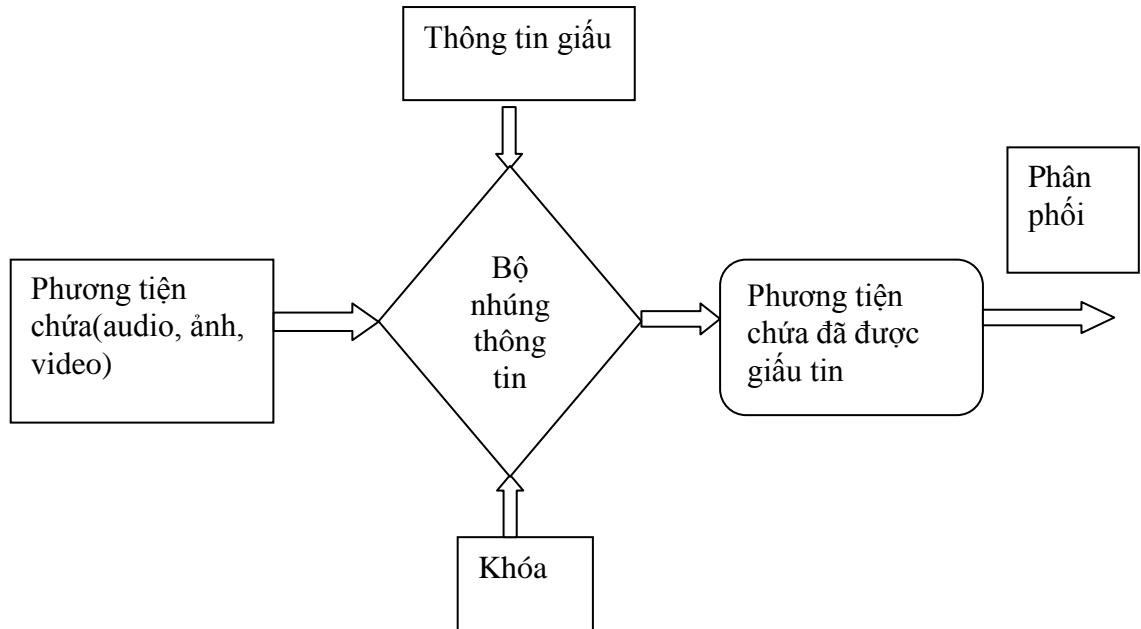 Thông tin giấu
Phân
phối
Phương tiện
chứa(audio, ảnh,
video)
Bộ
nhúng
thông
tin
Phương tiện
chứa đã được
giấu tin
Khóa